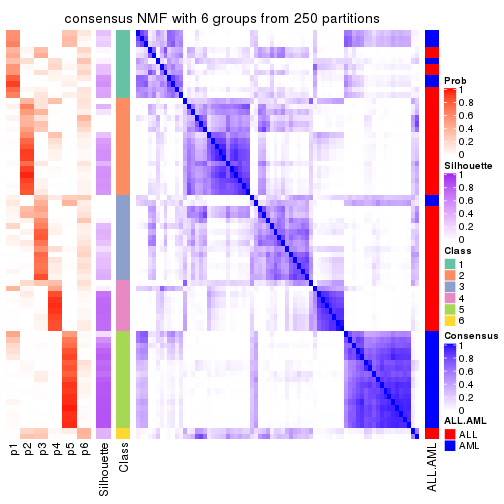 consensus NMF with 6 groups from 250 partitions
Prob
1
0.8
0.6
0.4
0.2
0
Silhouette
1
0.8
0.6
0.4
0.2
0
Class
1
2
3
4
5
6
Consensus
1
0.8
0.6
0.4
0.2
0
ALL.AML
ALL
AML
p1
p2
p3
p4
p5
p6
Silhouette
Class
ALL.AML